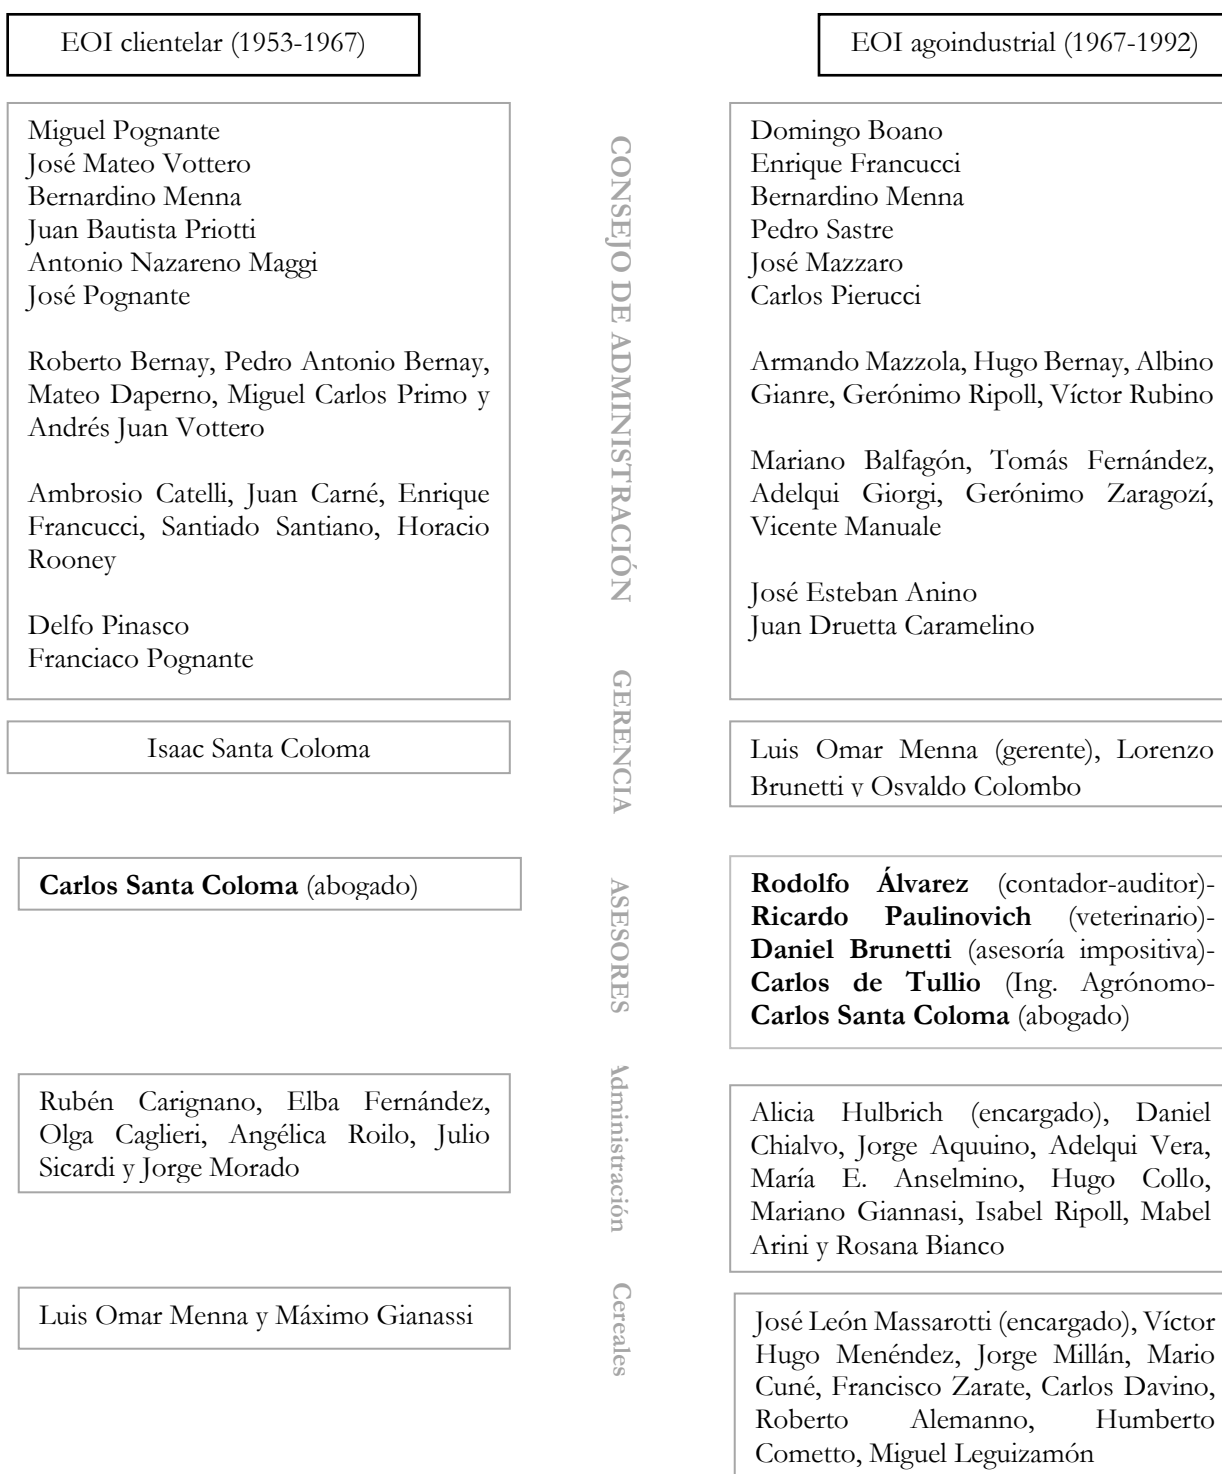 EOI clientelar (1953-1967)
EOI agoindustrial (1967-1992)
Miguel Pognante
José Mateo Vottero
Bernardino Menna
Juan Bautista Priotti
Antonio Nazareno Maggi
José Pognante
Roberto Bernay, Pedro Antonio Bernay,
Mateo Daperno, Miguel Carlos Primo y
Andrés Juan Vottero
Ambrosio Catelli, Juan Carné, Enrique
Francucci, Santiado Santiano, Horacio
Rooney
Delfo Pinasco
Franciaco Pognante
CONSEJO DE ADMINISTRACIÓN
Domingo Boano
Enrique Francucci
Bernardino Menna
Pedro Sastre
José Mazzaro
Carlos Pierucci
Armando Mazzola, Hugo Bernay, Albino
Gianre, Gerónimo Ripoll, Víctor Rubino
Mariano Balfagón, Tomás Fernández,
Adelqui Giorgi, Gerónimo Zaragozí,
Vicente Manuale
José Esteban Anino
Juan Druetta Caramelino
Isaac Santa Coloma
GERENCIA
Luis Omar Menna (gerente), Lorenzo
Brunetti y Osvaldo Colombo
Carlos Santa Coloma (abogado)
ASESORES
Rodolfo Álvarez (contador-auditor)-
Ricardo Paulinovich (veterinario)-
Daniel Brunetti (asesoría impositiva)-
Carlos de Tullio (Ing. Agrónomo-
Carlos Santa Coloma (abogado)
Rubén Carignano, Elba Fernández,
Olga Caglieri, Angélica Roilo, Julio
Sicardi y Jorge Morado
Administración
Alicia Hulbrich (encargado), Daniel
Chialvo, Jorge Aquuino, Adelqui Vera,
María E. Anselmino, Hugo Collo,
Mariano Giannasi, Isabel Ripoll, Mabel
Arini y Rosana Bianco
Luis Omar Menna y Máximo Gianassi
Cereales
José León Massarotti (encargado), Víctor
Hugo Menéndez, Jorge Millán, Mario
Cuné, Francisco Zarate, Carlos Davino,
Roberto Alemanno, Humberto
Cometto, Miguel Leguizamón